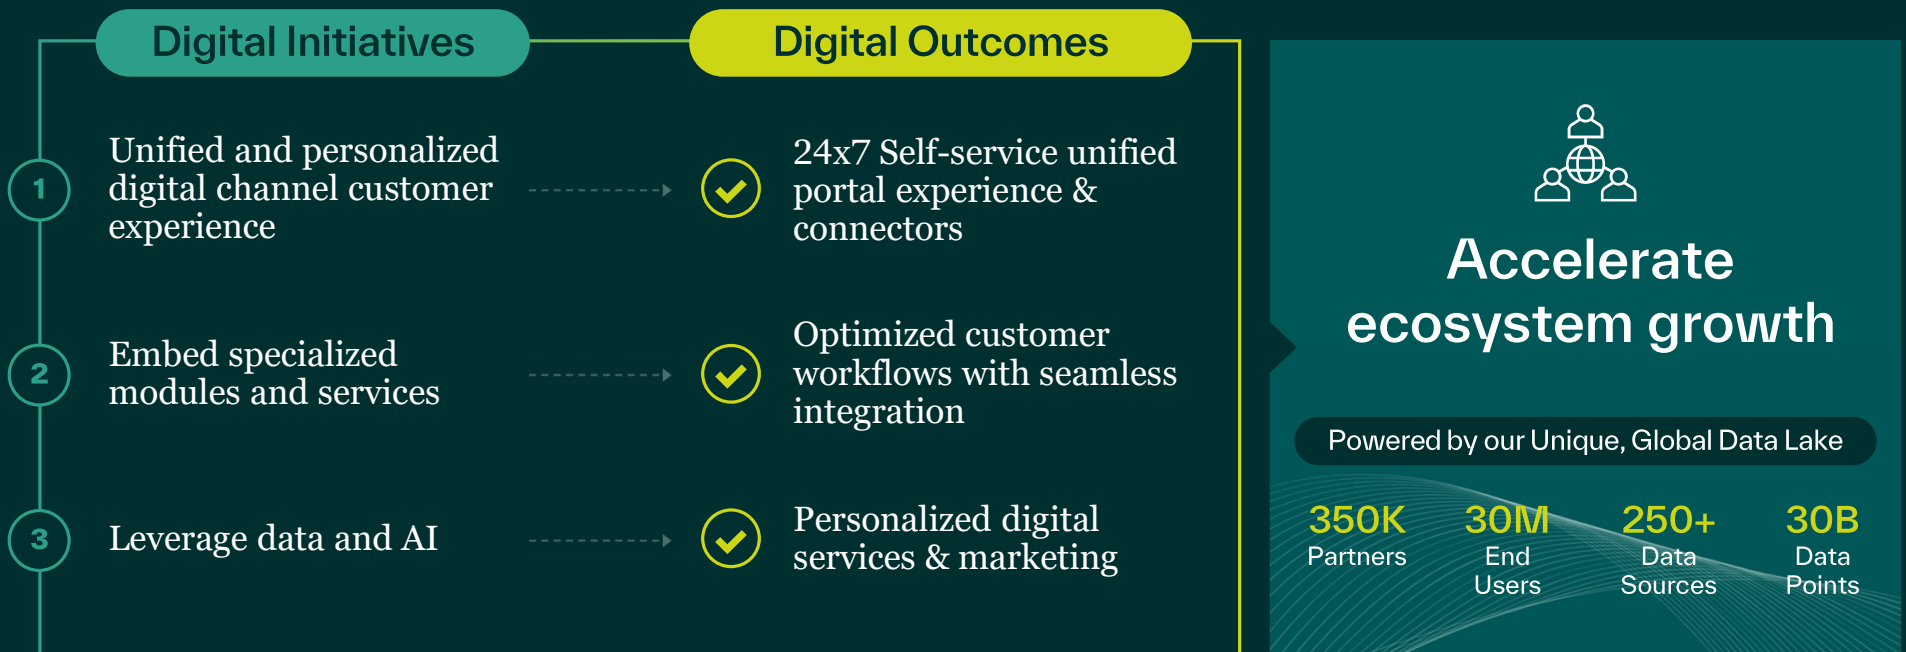 Digital Initiatives
Digital Outcomes
1
Unified and personalized
digital channel customer
experience
24x7 Self-service unified
portal experience &
connectors
2
Embed specialized
modules and services
Optimized customer
workflows with seamless
integration
3
Leverage data and AI
Personalized digital
services & marketing
Accelerate
ecosystem growth
Powered by our Unique, Global Data Lake
350K
Partners
30M
End
Users
250+
Data
Sources
30B
Data
Points